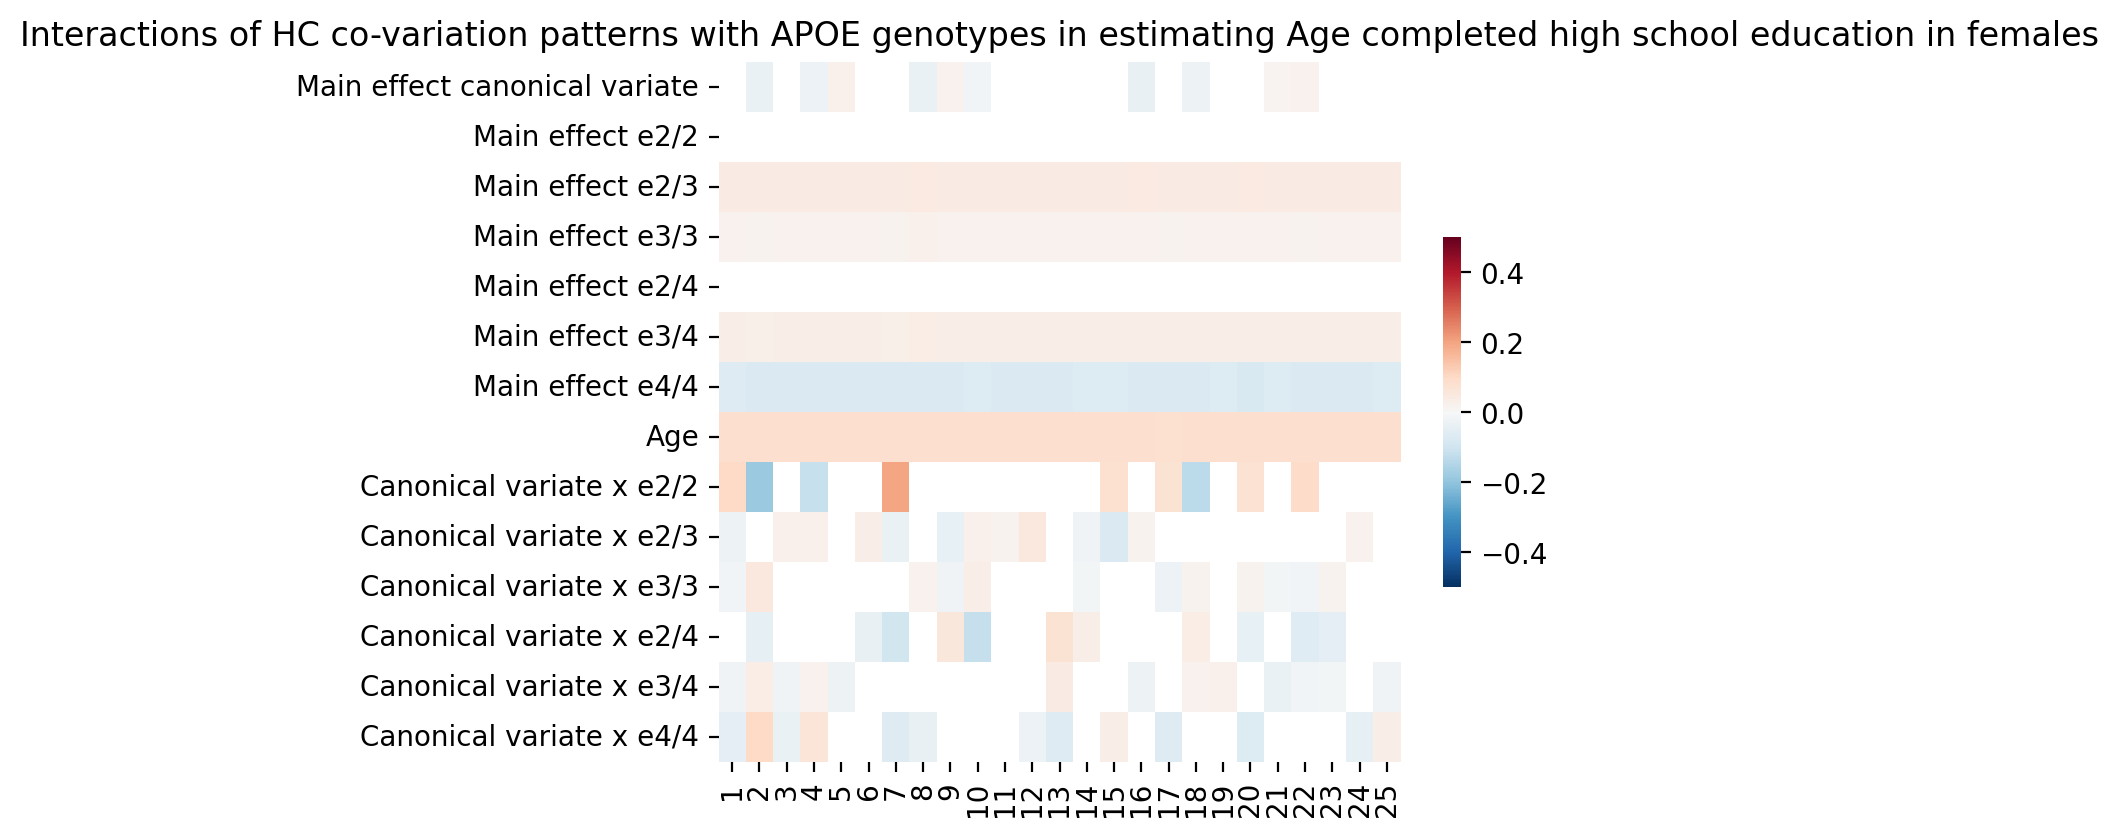 Interactions of HC co-variation patterns with APOE genotypes in estimating Age completed high school education in females
Main effect canonical variate
Main effect e2/2
Main effect e2/3
Main effect e3/3
Main effect e2/4
Main effect e3/4
Main effect e4/4
Age
Canonical variate x e2/2
Canonical variate x e2/3
Canonical variate x e3/3
Canonical variate x e2/4
Canonical variate x e3/4
Canonical variate x e4/4
1 2 3 4 5 6 7 8 9 10 11 12 13 14 15 16 17 18 19 20 21 22 23 24 25
0.4
0.2
0.0
−0.2
−0.4